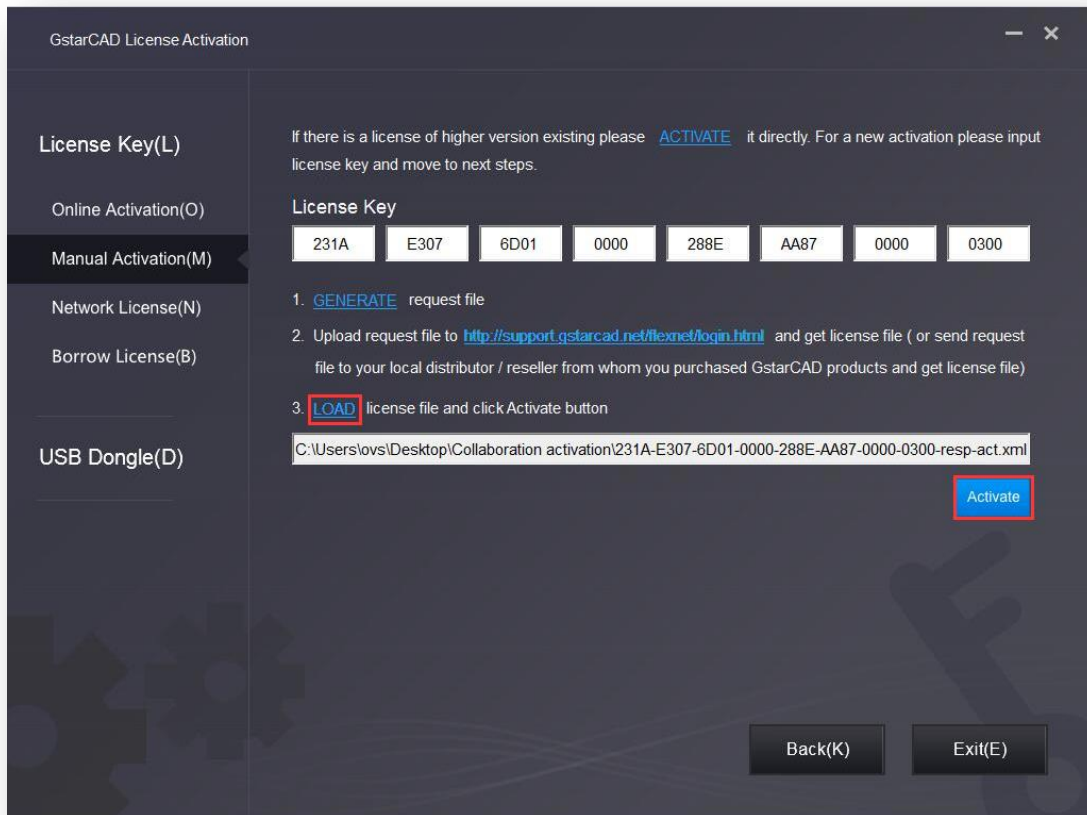 GstarCAD License Activation
License Key(L)
Online Activation(O)
Manual Activation(M)
Network License(N)
Borrow License(B)
USB Dongle(D)
If there is a license of higher version existing please ACTIVATE it directly. For a new activation please input
license key and move to next steps.
License Key
231A E307 6D01 0000 288E AA87 0000 0300
1. GENERATE request file
2. Upload request file to http://support.gstarcad.net/flexnet/login.html and get license file ( or send request
file to your local distributor / reseller from whom you purchased GstarCAD products and get license file)
3. LOAD license file and click Activate button
C:\Users\ovs\Desktop\Collaboration activation\231A-E307-6D01-0000-288E-AA87-0000-0300-resp-act.xml
Activate
Back(K) Exit(E)